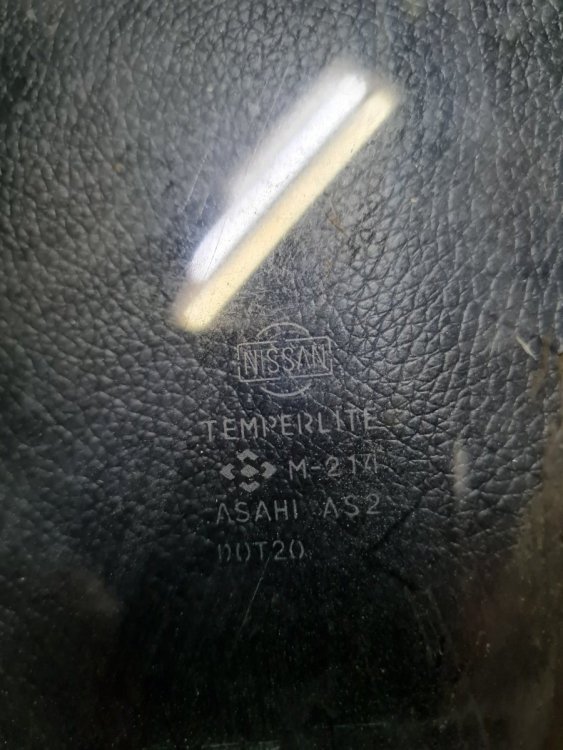 NISSAN
TEMPERLITE
M-214
ASAHI AS2
DOT20